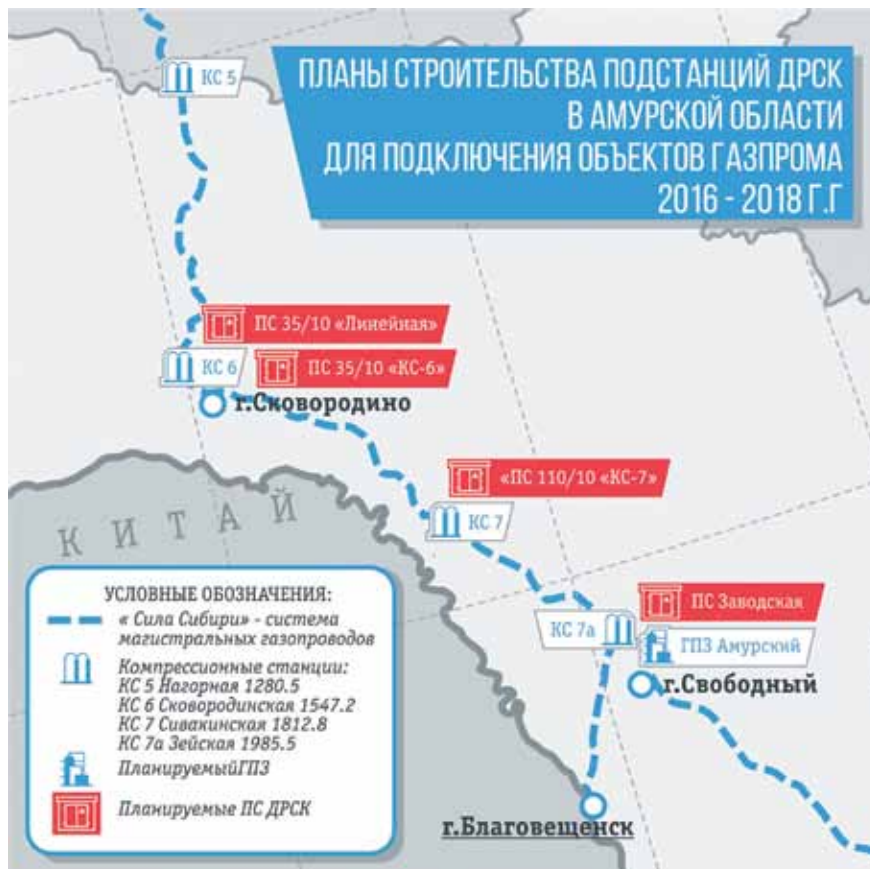 КС 5
ПЛАНЫ СТРОИТЕЛЬСТВА ПОДСТАНЦИЙ ДРСК
В АМУРСКОЙ ОБЛАСТИ
ДЛЯ ПОДКЛЮЧЕНИЯ ОБЪЕКТОВ ГАЗПРОМА
2016 - 2018 Г.Г
ПС 35/10 «Линейная»
КС 6
ПС 35/10 «КС-6»
г.Сковородино
«ПС 110/10 «КС-7»
КС 7
КИТАЙ
ПС Заводская
КС 7а
ГПЗ Амурский
г.Свободный
г.Благовещенск
УСЛОВНЫЕ ОБОЗНАЧЕНИЯ:
« Сила Сибири» - система
магистральных газопроводов
Компрессионные станции:
КС 5 Нагорная 1280.5
КС 6 Сковородинская 1547.2
КС 7 Сивакинская 1812.8
КС 7а Зейская 1985.5
ПланируемыйГПЗ
Планируемые ПС ДРСК